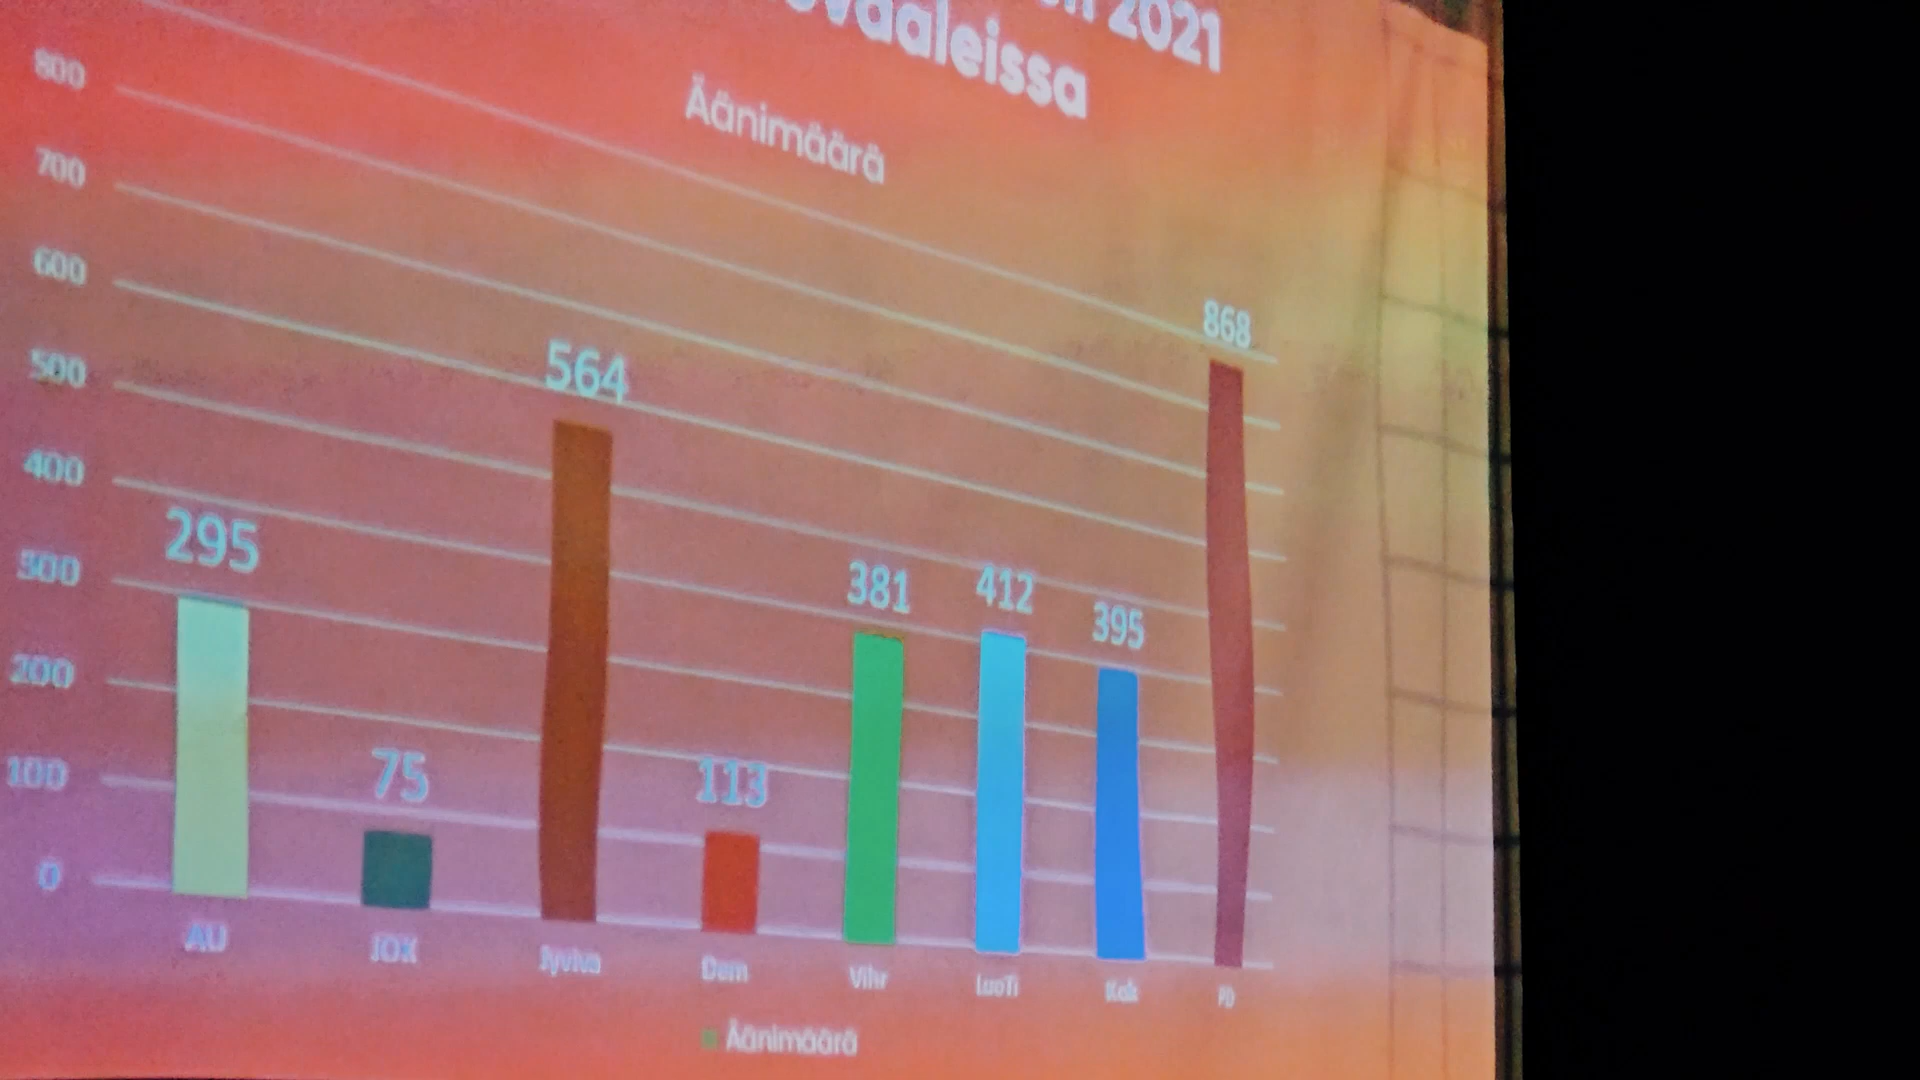 2021
Äänimäärä
800
700
600
500
400
300
200
100
0
295
75
564
113
381
412
395
868
AU
JOX
Jyviva
Dem
Vihr
LuoTi
Kok
PD
Äänimäärä